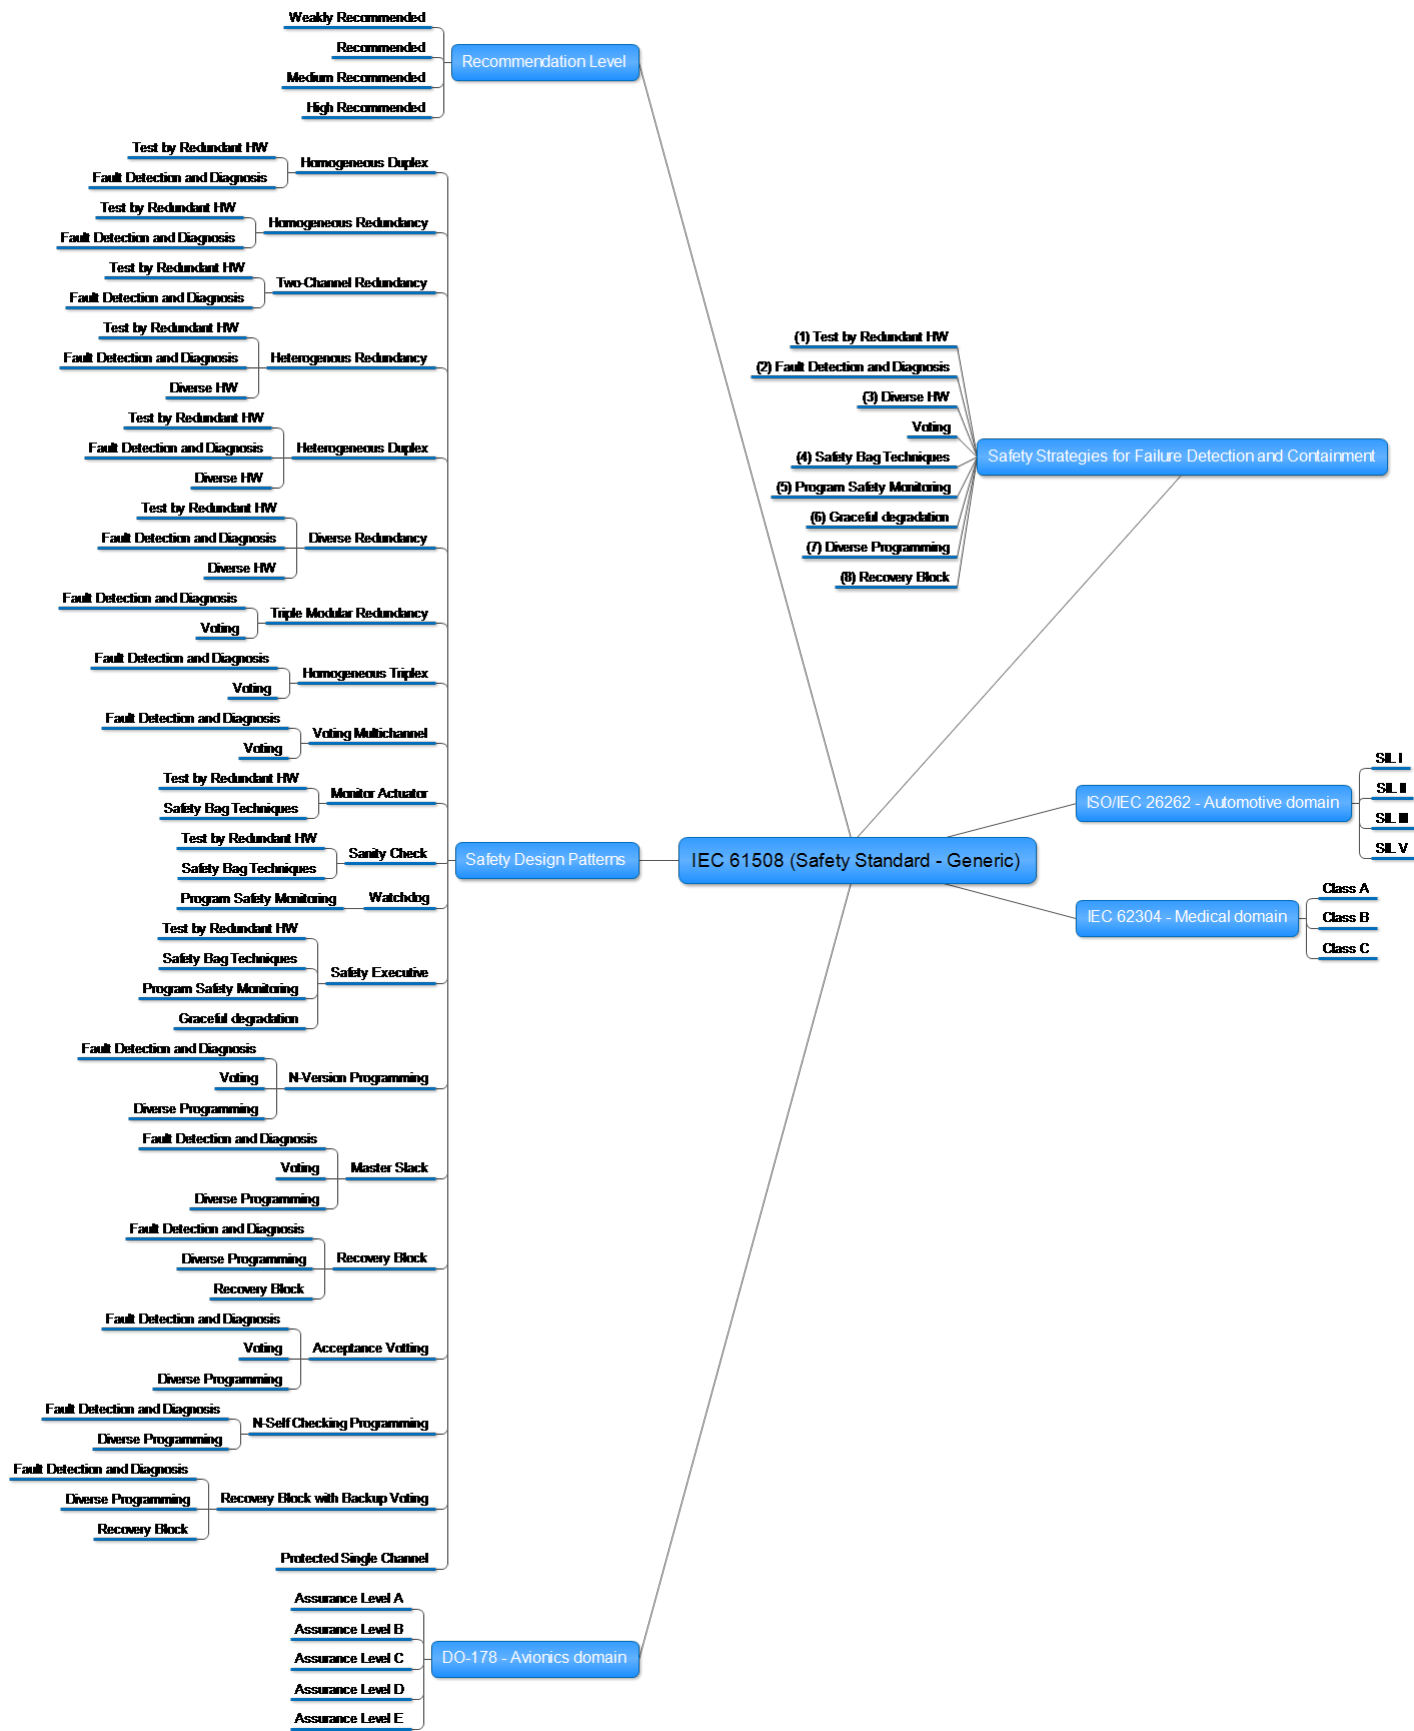 Weakly Recommended
Recommended
Medium Recommended
High Recommended
Recommendation Level
Test by Redundant HW
Fault Detection and Diagnosis
Homogeneous Duplex
Test by Redundant HW
Fault Detection and Diagnosis
Homogeneous Redundancy
Test by Redundant HW
Fault Detection and Diagnosis
Two-Channel Redundancy
Test by Redundant HW
Fault Detection and Diagnosis
Diverse HW
Heterogenous Redundancy
Test by Redundant HW
Fault Detection and Diagnosis
Diverse HW
Heterogeneous Duplex
Test by Redundant HW
Fault Detection and Diagnosis
Diverse HW
Diverse Redundancy
Fault Detection and Diagnosis
Voting
Triple Modular Redundancy
Fault Detection and Diagnosis
Voting
Homogeneous Triplex
Fault Detection and Diagnosis
Voting
Voting Multichannel
Test by Redundant HW
Safety Bag Techniques
Monitor Actuator
Test by Redundant HW
Safety Bag Techniques
Sanity Check
Program Safety Monitoring
Watchdog
Test by Redundant HW
Safety Bag Techniques
Program Safety Monitoring
Graceful degradation
Safety Executive
Fault Detection and Diagnosis
Voting
Diverse Programming
N-Version Programming
Fault Detection and Diagnosis
Voting
Diverse Programming
Master Slack
Fault Detection and Diagnosis
Diverse Programming
Recovery Block
Recovery Block
Fault Detection and Diagnosis
Voting
Diverse Programming
Acceptance Votting
Fault Detection and Diagnosis
Diverse Programming
N-Self Checking Programming
Fault Detection and Diagnosis
Diverse Programming
Recovery Block
Recovery Block with Backup Voting
Protected Single Channel
Safety Design Patterns
Assurance Level A
Assurance Level B
Assurance Level C
Assurance Level D
Assurance Level E
DO-178 - Avionics domain
IEC 61508 (Safety Standard - Generic)
(1) Test by Redundant HW
(2) Fault Detection and Diagnosis
(3) Diverse HW
Voting
(4) Safety Bag Techniques
(5) Program Safety Monitoring
(6) Graceful degradation
(7) Diverse Programming
(8) Recovery Block
Safety Strategies for Failure Detection and Containment
ISO/IEC 26262 - Automotive domain
SIL I
SIL II
SIL III
SIL V
IEC 62304 - Medical domain
Class A
Class B
Class C